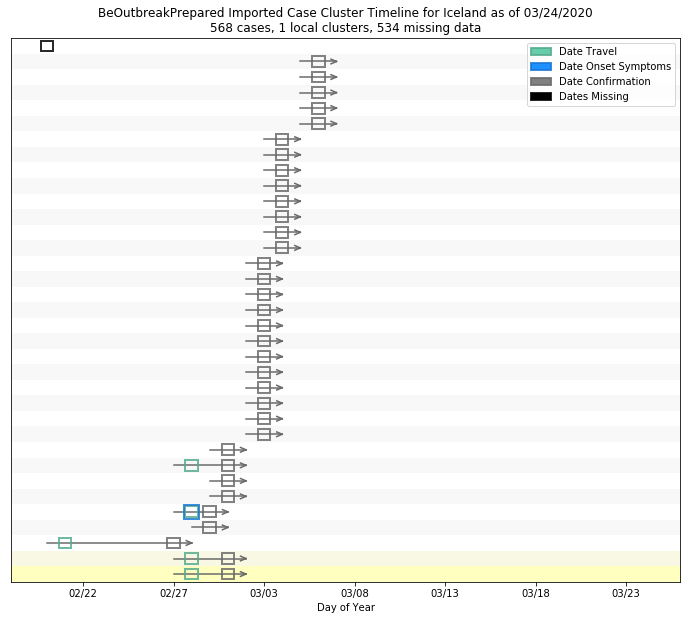 BeOutbreakPrepared Imported Case Cluster Timeline for Iceland as of 03/24/2020
568 cases, 1 local clusters, 534 missing data
Date Travel
Date Onset Symptoms
Date Confirmation
Dates Missing
02/22 02/27 03/03 03/08 03/13 03/18 03/23
Day of Year